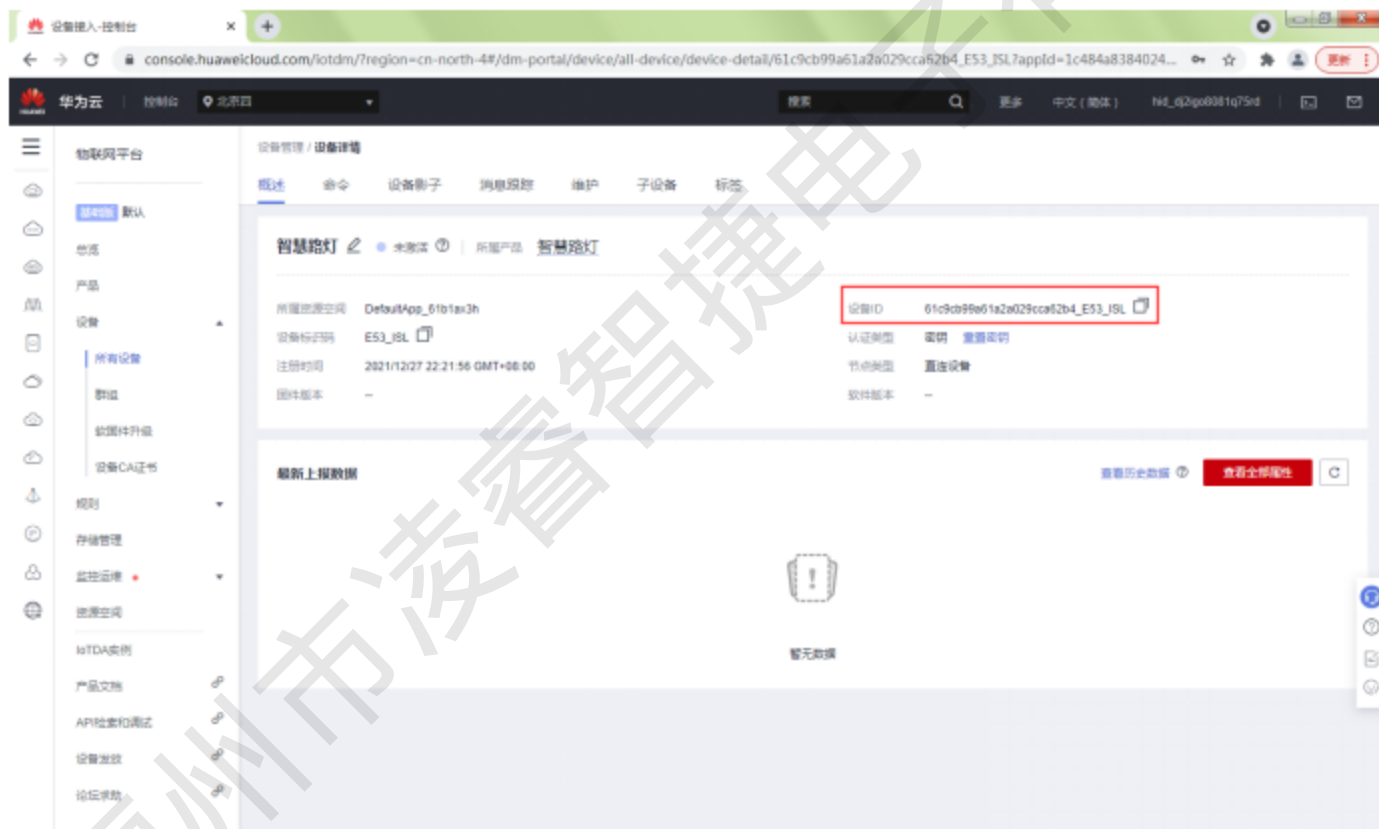 设备接入-控制台
console.huaweicloud.com/iotdm/?region=cn-north-4#/dm-portal/device/all-device/device-detail/61c9cb99a61a2a029cca62b4_E53_ISL?appId=1c484a8384024...
更新
华为云 控制台 北京四 搜索 更多 中文（简体） hid_dj2igo8081q75rd
物联网平台
基础版 默认
总览
产品
设备
所有设备
群组
软固件升级
设备CA证书
规则
存储管理
监控运维
资源空间
IoTDA实例
产品文档
API检索和调试
设备发放
论坛求助
设备管理 / 设备详情
概述 命令 设备影子 消息跟踪 维护 子设备 标签
智慧路灯 未激活 所属产品 智慧路灯
所属资源空间 DefaultApp_61b1ax3h
设备ID 61c9cb99a61a2a029cca62b4_E53_ISL
设备标识码 E53_ISL
认证类型 密钥 重置密钥
注册时间 2021/12/27 22:21:56 GMT+08:00
节点类型 直连设备
固件版本 --
软件版本 --
最新上报数据
查看历史数据 查看全部属性
暂无数据
州市凌睿智捷电子